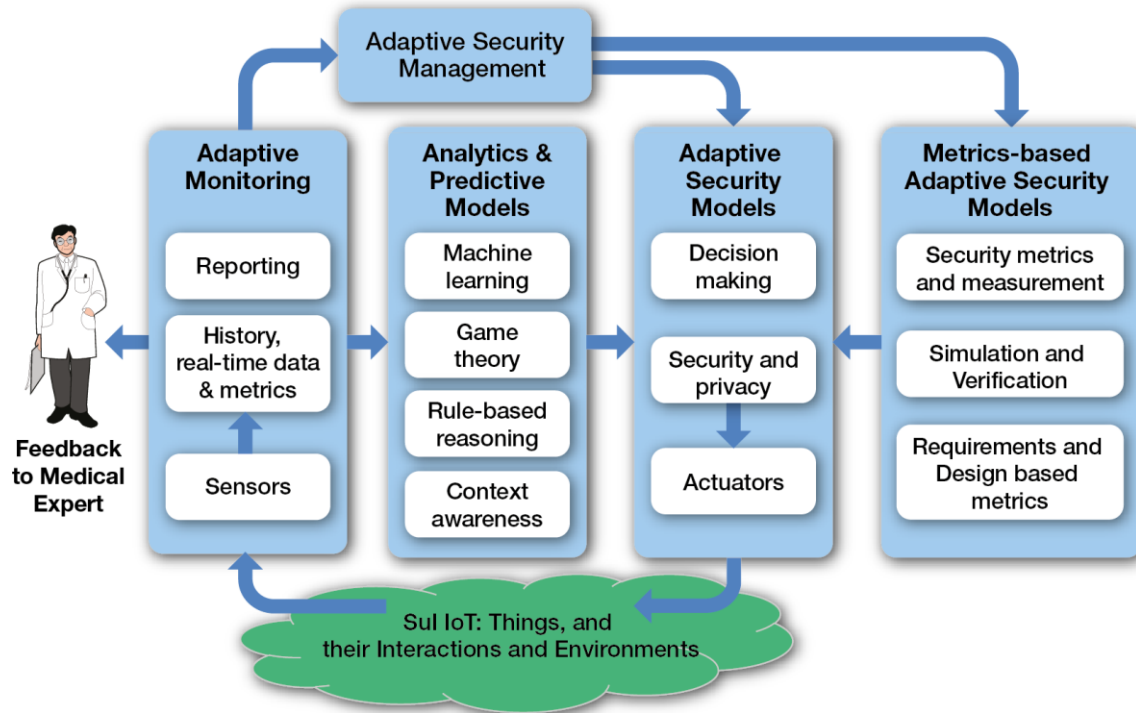 Adaptive Security
Management
Adaptive
Monitoring
Reporting
History,
real-time data
& metrics
Sensors
Feedback
to Medical
Expert
Analytics &
Predictive
Models
Machine
learning
Game
theory
Rule-based
reasoning
Context
awareness
Adaptive
Security
Models
Decision
making
Security and
privacy
Actuators
Metrics-based
Adaptive Security
Models
Security metrics
and measurement
Simulation and
Verification
Requirements and
Design based
metrics
SuI IoT: Things, and
their Interactions and Environments